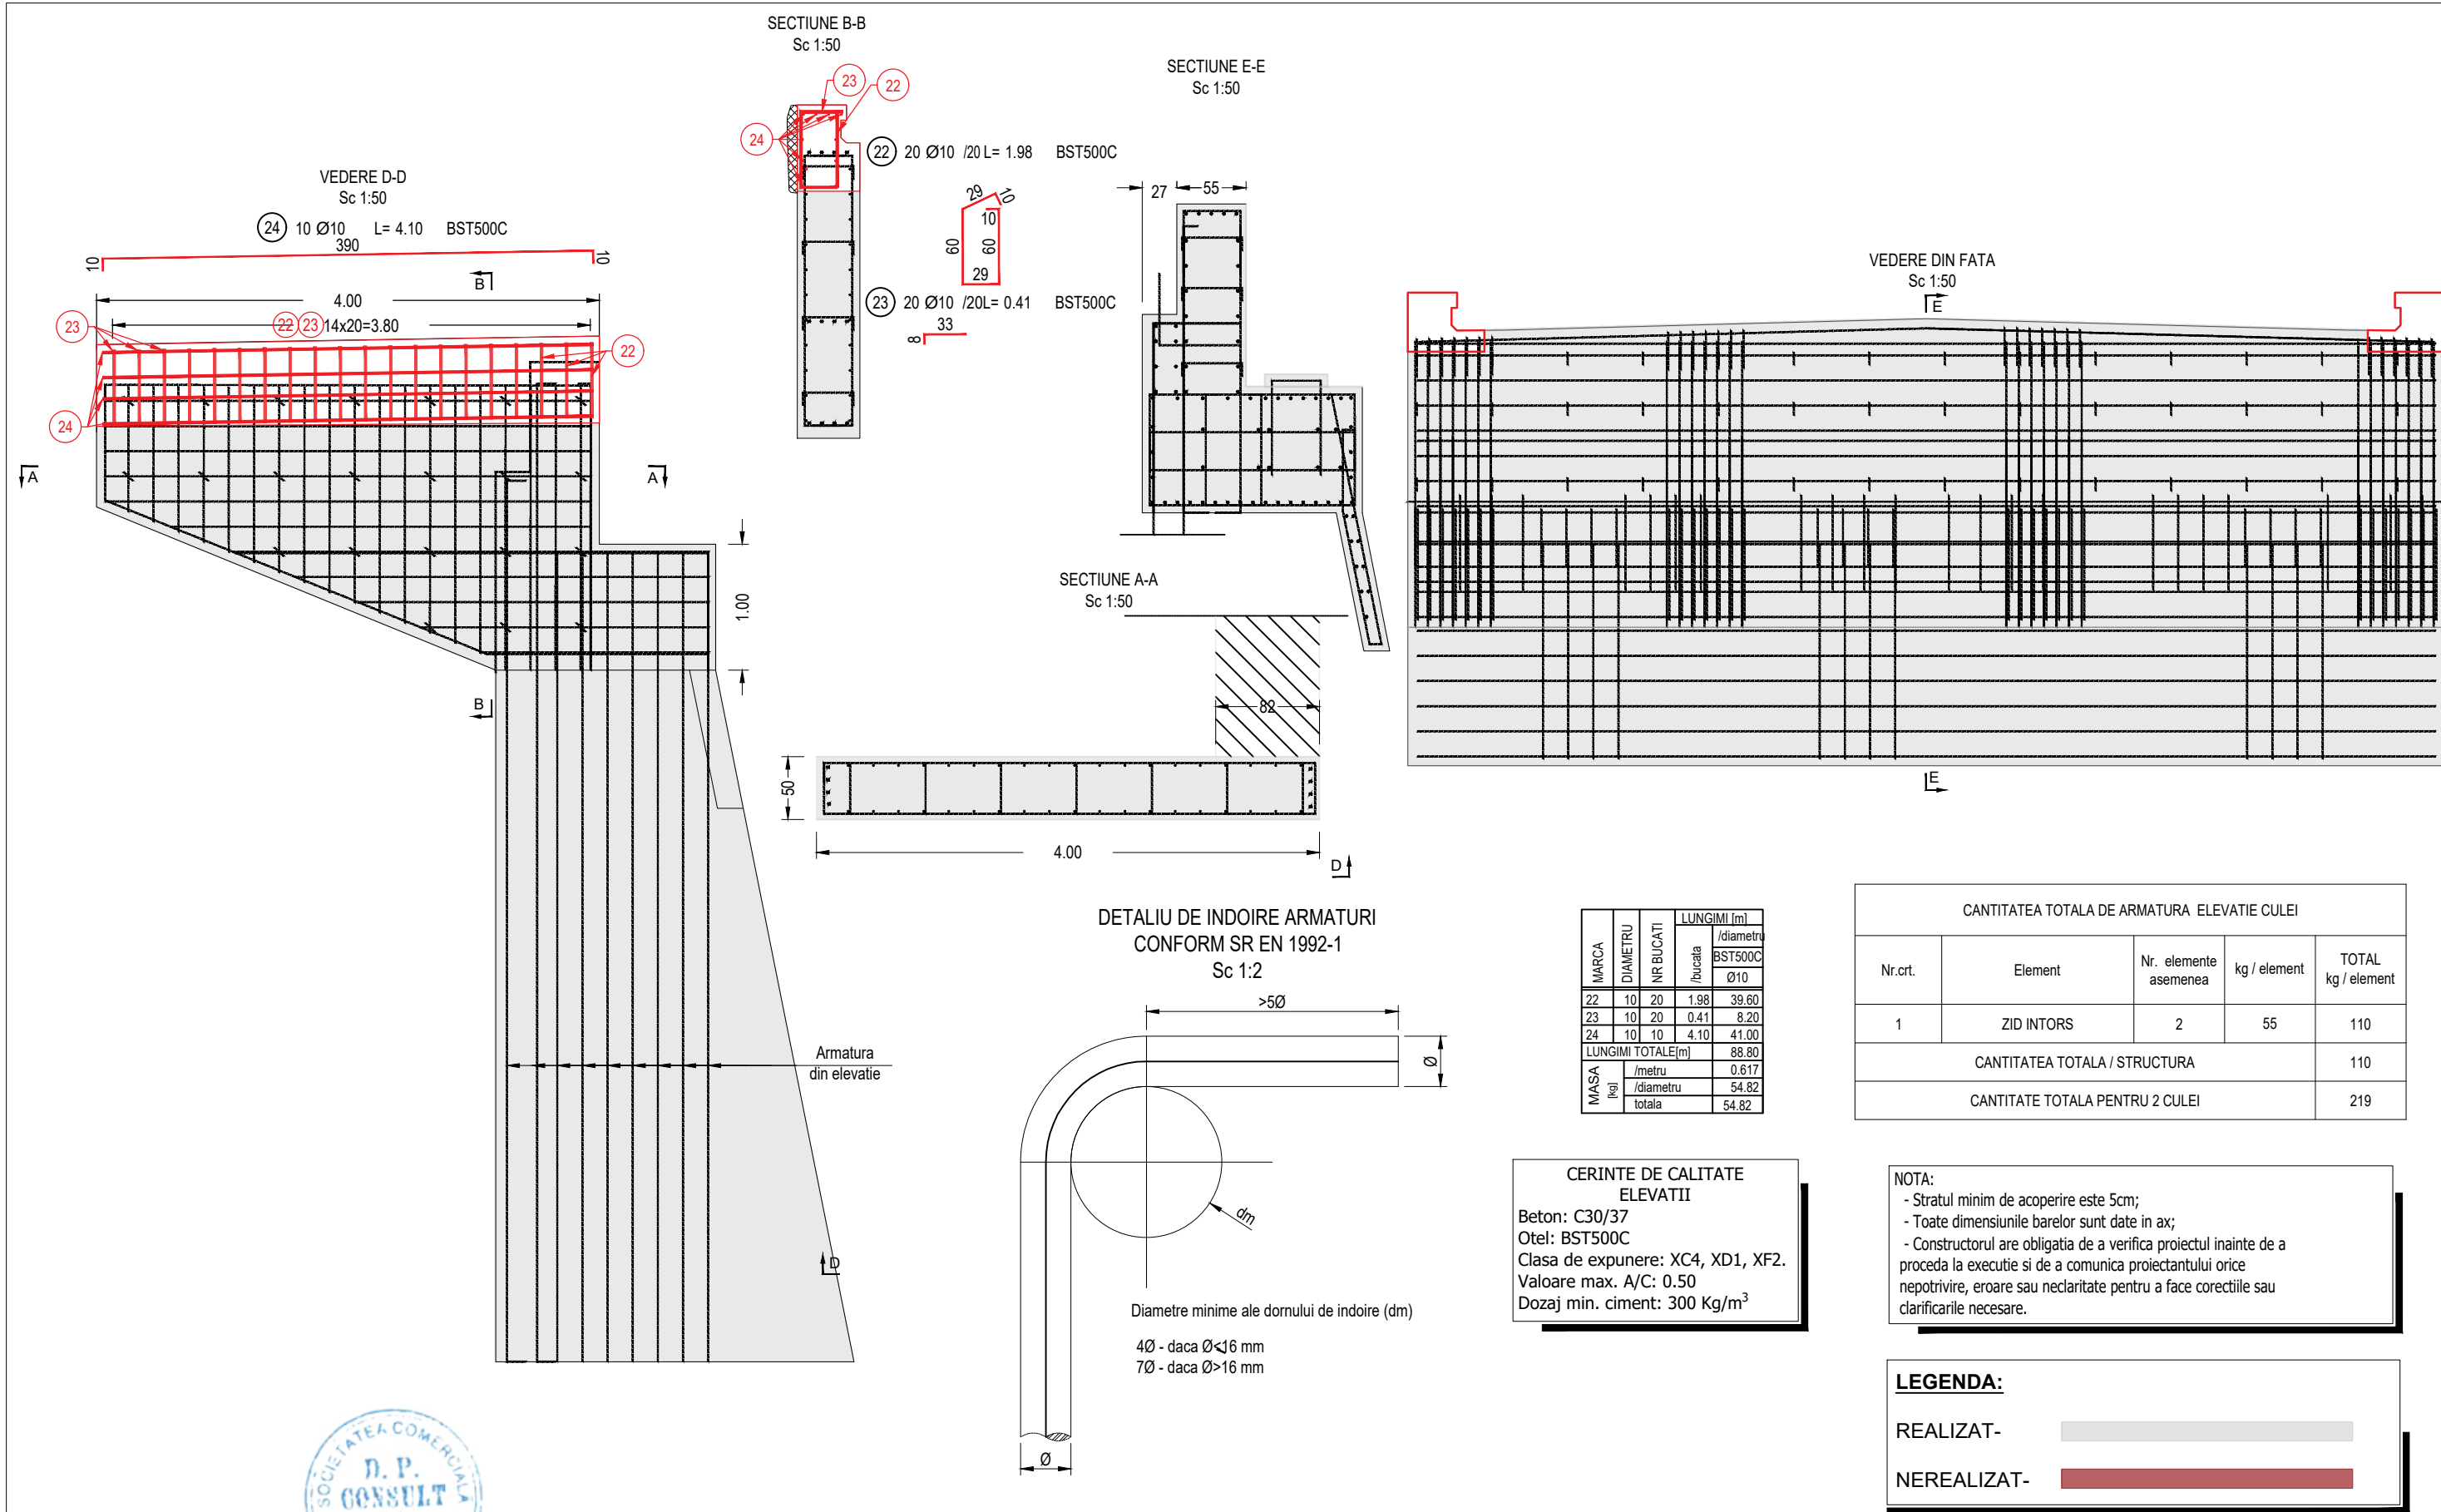 SECTIUNE B-B
Sc 1:50
23
22
24
22 20 Ø10 /20 L= 1.98 BST500C
29
10
10
60
60
29
23 20 Ø10 /20L= 0.41 BST500C
33
8
SECTIUNE E-E
Sc 1:50
27
55
VEDERE D-D
Sc 1:50
24 10 Ø10 L= 4.10 BST500C
390
10
10
B
4.00
22 23 14x20=3.80
23
22
24
A
A
1.00
B
Armatura
din elevatie
D
VEDERE DIN FATA
Sc 1:50
E
E
SECTIUNE A-A
Sc 1:50
82
50
4.00
D
DETALIU DE INDOIRE ARMATURI
CONFORM SR EN 1992-1
Sc 1:2
>5Ø
Ø
dm
Ø
Diametre minime ale dornului de indoire (dm)
4Ø - daca Ø≤16 mm
7Ø - daca Ø>16 mm
MARCA
DIAMETRU
NR BUCATI
LUNGIMI [m]
/bucata
/diametru
BST500C
Ø10
22 10 20 1.98 39.60
23 10 20 0.41 8.20
24 10 10 4.10 41.00
LUNGIMI TOTALE[m] 88.80
MASA [kg]
/metru 0.617
/diametru 54.82
totala 54.82
CANTITATEA TOTALA DE ARMATURA ELEVATIE CULEI
Nr.crt.
Element
Nr. elemente
asemenea
kg / element
TOTAL
kg / element
1 ZID INTORS 2 55 110
CANTITATEA TOTALA / STRUCTURA 110
CANTITATE TOTALA PENTRU 2 CULEI 219
CERINTE DE CALITATE
ELEVATII
Beton: C30/37
Otel: BST500C
Clasa de expunere: XC4, XD1, XF2.
Valoare max. A/C: 0.50
Dozaj min. ciment: 300 Kg/m³
NOTA:
- Stratul minim de acoperire este 5cm;
- Toate dimensiunile barelor sunt date in ax;
- Constructorul are obligatia de a verifica proiectul inainte de a
proceda la executie si de a comunica proiectantului orice
nepotrivire, eroare sau neclaritate pentru a face corectiile sau
clarificarile necesare.
LEGENDA:
REALIZAT-
NEREALIZAT-
SOCIETATEA COMERCIALA
D. P.
CONSULT